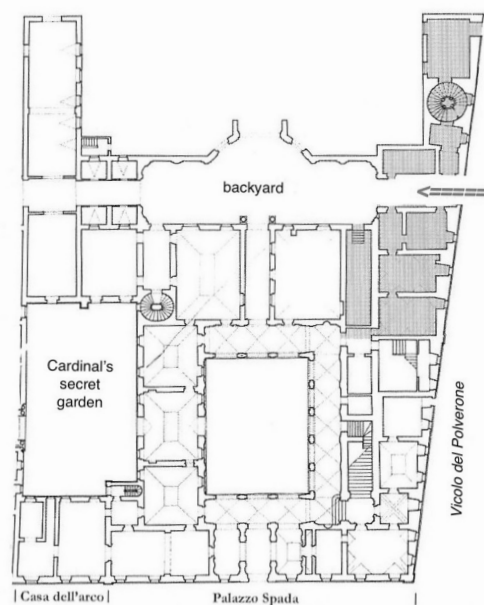 backyard
Cardinal's
secret
garden
Vicolo del Polverone
| Casa dell'arco | Palazzo Spada |